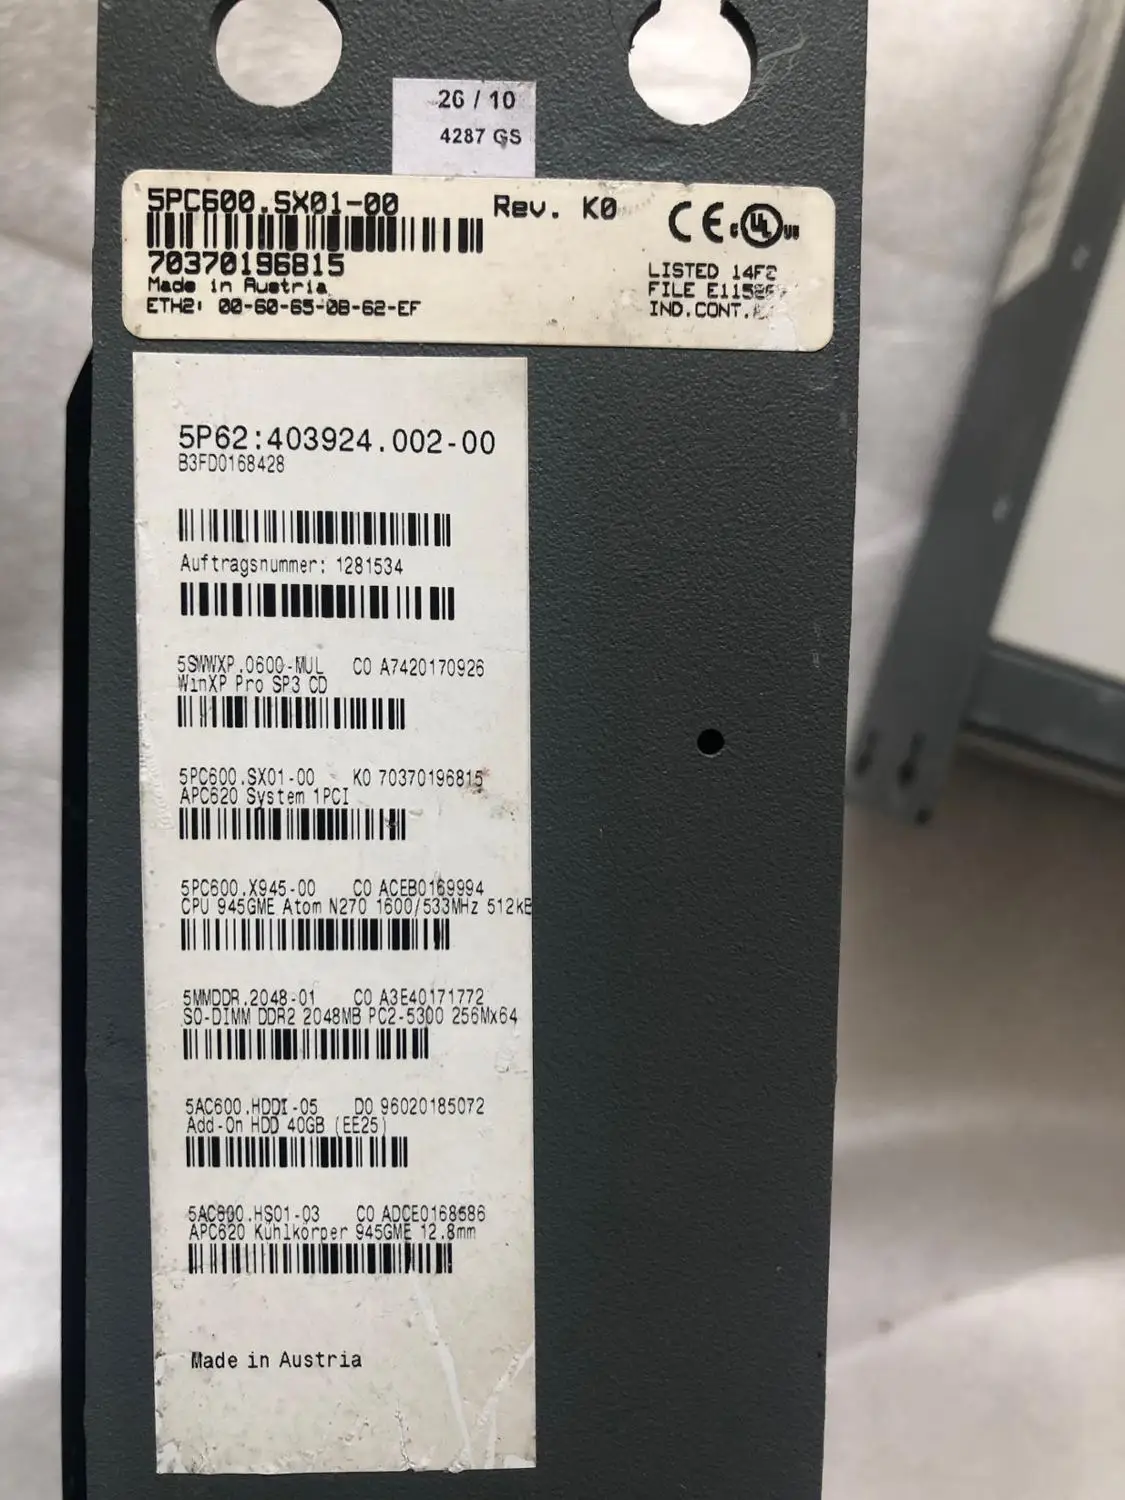 26 / 10
4287 GS
5PC600.SX01-00 Rev. K0
70370196815
Made in Austria
ETH2: 00-60-65-0B-62-EF
CE c UL us
LISTED 14F2
FILE
IND.CONT.
5P62:403924.002-00
B3FD0168428
Auftragsnummer: 1281534
5SWWXP.0600-MUL C0 A7420170926
WinXP Pro SP3 CD
5PC600.SX01-00 K0 70370196815
APC620 System 1PCI
5PC600.X945-00 C0 ACEB0169994
CPU 945GME Atom N270 1600/533MHz 512kB
5MMDDR.2048-01 C0 A3E40171772
SO-DIMM DDR2 2048MB PC2-5300 256Mx64
5AC600.HDDI-05 D0 96020185072
Add-On HDD 40GB (EE25)
5AC600.HS01-03 C0 ADCE0168686
APC620 Kühlkörper 945GME 12.8mm
Made in Austria